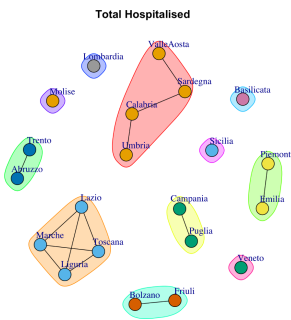 Total Hospitalised
ValleAosta
Lombardia
Sardegna
Molise
Basilicata
Calabria
Trento
Umbria
Sicilia
Piemont
Abruzzo
Lazio
Campania
Emilia
Marche
Toscana
Puglia
Liguria
Veneto
Bolzano
Friuli